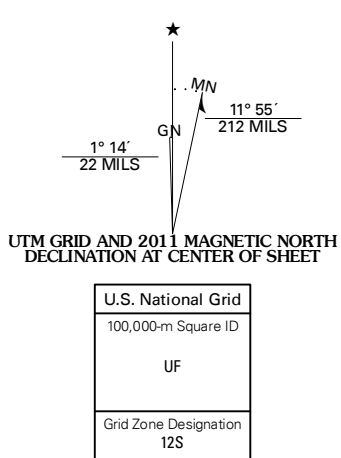 ★
MN
11° 55´
212 MILS
GN
1° 14´
22 MILS
UTM GRID AND 2011 MAGNETIC NORTH
DECLINATION AT CENTER OF SHEET
U.S. National Grid
100,000-m Square ID
UF
Grid Zone Designation
12S